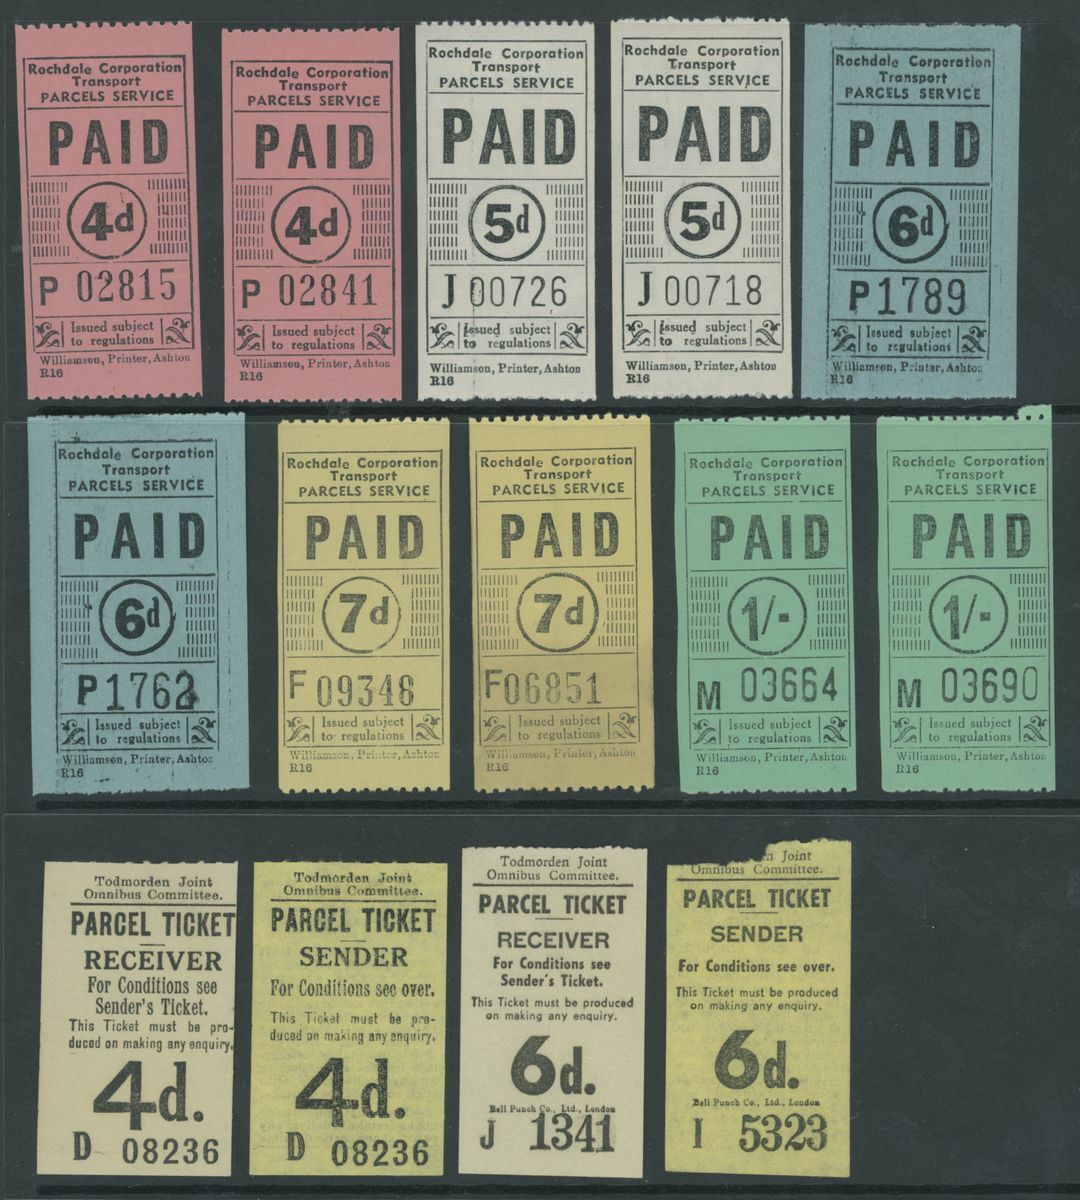 Rochdale Corporation
Transport
PARCELS SERVICE
PAID
4d
P 02815
Issued subject
to regulations
Williamson, Printer, Ashton
R16
Rochdale Corporation
Transport
PARCELS SERVICE
PAID
4d
P 02841
Issued subject
to regulations
Williamson, Printer, Ashton
R16
Rochdale Corporation
Transport
PARCELS SERVICE
PAID
5d
J 00726
Issued subject
to regulations
Williamson, Printer, Ashton
R16
Rochdale Corporation
Transport
PARCELS SERVICE
PAID
5d
J 00718
Issued subject
to regulations
Williamson, Printer, Ashton
R16
Rochdale Corporation
Transport
PARCELS SERVICE
PAID
6d
P 1789
Issued subject
to regulations
Williamson, Printer, Ashton
R16
Rochdale Corporation
Transport
PARCELS SERVICE
PAID
6d
P 1762
Issued subject
to regulations
Williamson, Printer, Ashton
R16
Rochdale Corporation
Transport
PARCELS SERVICE
PAID
7d
F 09348
Issued subject
to regulations
Williamson, Printer, Ashton
R16
Rochdale Corporation
Transport
PARCELS SERVICE
PAID
7d
F 06851
Issued subject
to regulations
Williamson, Printer, Ashton
R16
Rochdale Corporation
Transport
PARCELS SERVICE
PAID
1/-
M 03664
Issued subject
to regulations
Williamson, Printer, Ashton
R16
Rochdale Corporation
Transport
PARCELS SERVICE
PAID
1/-
M 03690
Issued subject
to regulations
Williamson, Printer, Ashton
R16
Todmorden Joint
Omnibus Committee.
PARCEL TICKET
RECEIVER
For Conditions see
Sender's Ticket.
This Ticket must be pro-
duced on making any enquiry.
4d.
D 08236
Todmorden Joint
Omnibus Committee.
PARCEL TICKET
SENDER
For Conditions see over.
This Ticket must be pro-
duced on making any enquiry.
4d.
D 08236
Todmorden Joint
Omnibus Committee.
PARCEL TICKET
RECEIVER
For Conditions see
Sender's Ticket.
This Ticket must be produced
on making any enquiry.
6d.
Bell Punch Co., Ltd., London
J 1341
Joint
Omnibus Committee.
PARCEL TICKET
SENDER
For Conditions see over.
This Ticket must be produced
on making any enquiry.
6d.
Bell Punch Co., Ltd., London
I 5323